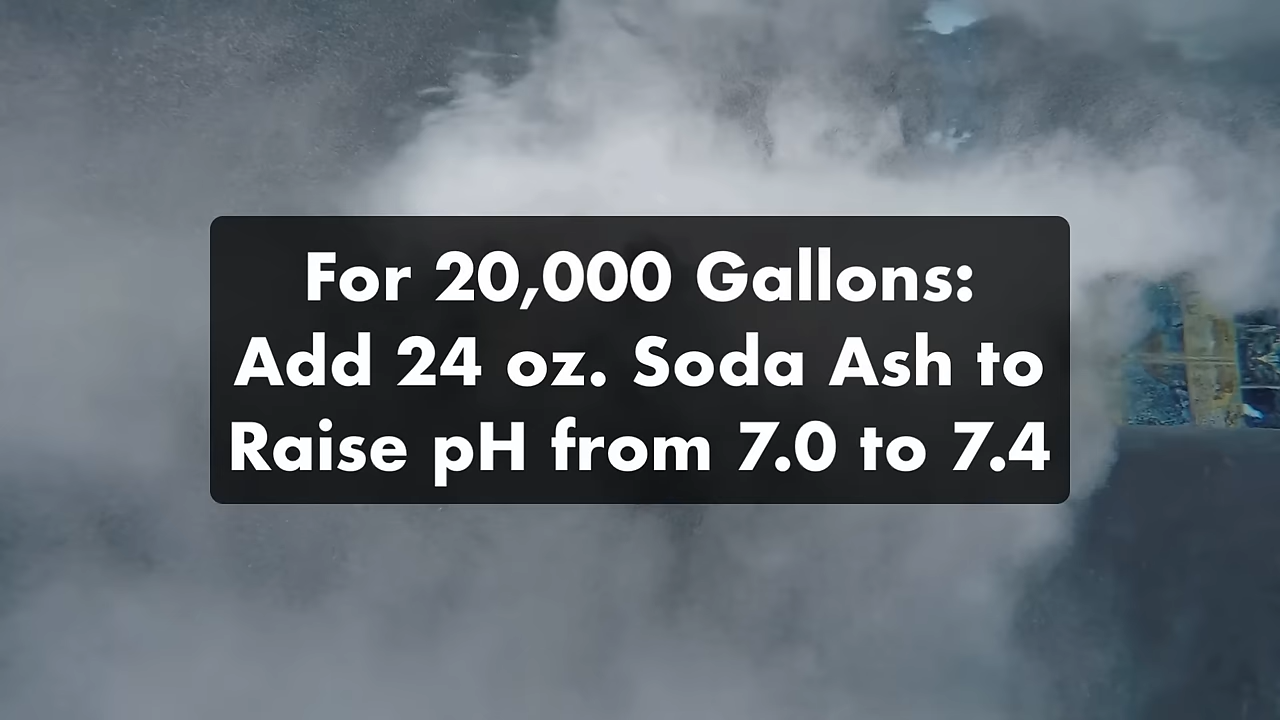 For 20,000 Gallons:
Add 24 oz. Soda Ash to
Raise pH from 7.0 to 7.4